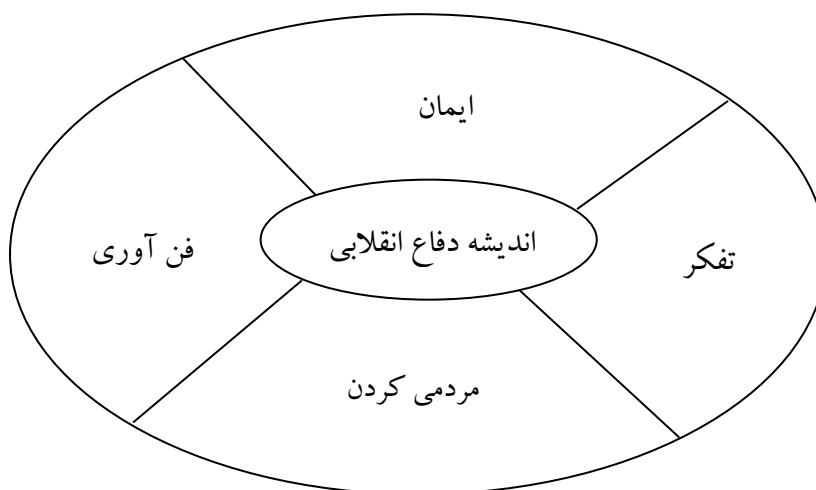 ایمان
اندیشه دفاع انقلابی
تفکر
فن آوری
مردمی کردن